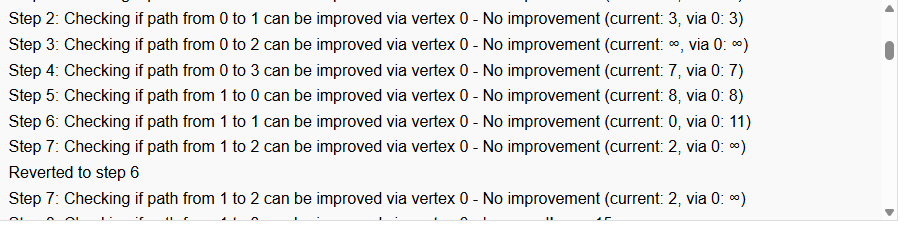 Step 2: Checking if path from 0 to 1 can be improved via vertex 0 - No improvement (current: 3, via 0: 3)
Step 3: Checking if path from 0 to 2 can be improved via vertex 0 - No improvement (current: ∞, via 0: ∞)
Step 4: Checking if path from 0 to 3 can be improved via vertex 0 - No improvement (current: 7, via 0: 7)
Step 5: Checking if path from 1 to 0 can be improved via vertex 0 - No improvement (current: 8, via 0: 8)
Step 6: Checking if path from 1 to 1 can be improved via vertex 0 - No improvement (current: 0, via 0: 11)
Step 7: Checking if path from 1 to 2 can be improved via vertex 0 - No improvement (current: 2, via 0: ∞)
Reverted to step 6
Step 7: Checking if path from 1 to 2 can be improved via vertex 0 - No improvement (current: 2, via 0: ∞)